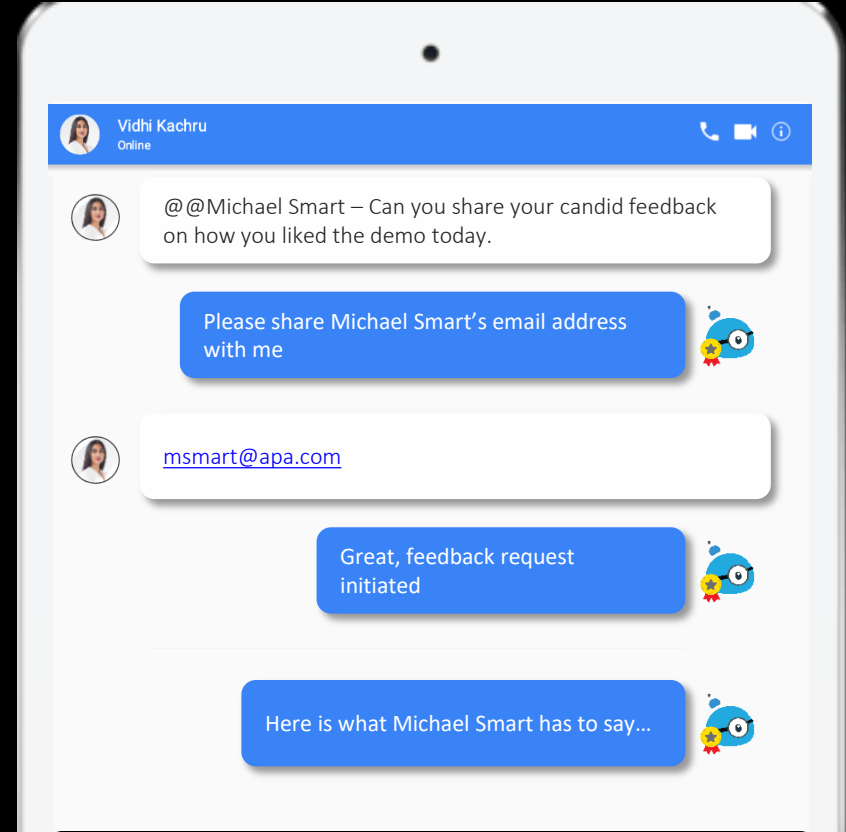 Vidhi Kachru
Online
@@Michael Smart – Can you share your candid feedback
on how you liked the demo today.
Please share Michael Smart’s email address
with me
msmart@apa.com
Great, feedback request
initiated
Here is what Michael Smart has to say…